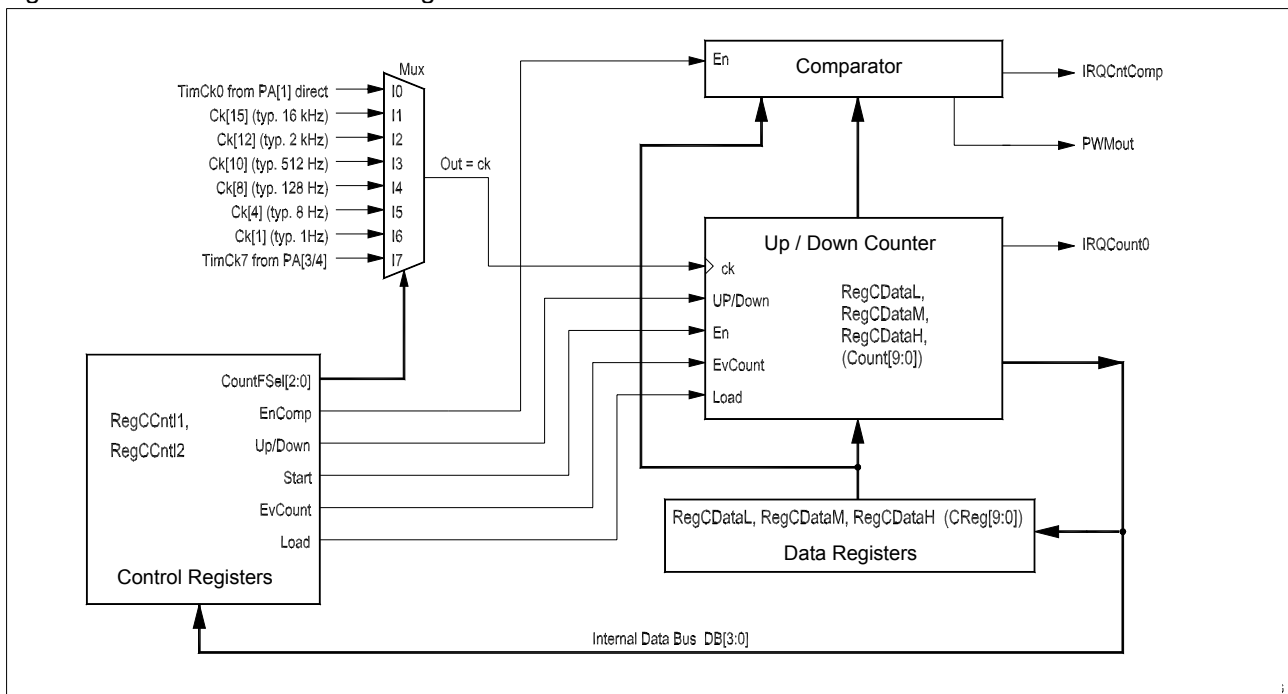 Mux
TimCk0 from PA[1] direct
I0
Ck[15] (typ. 16 kHz)
I1
Ck[12] (typ. 2 kHz)
I2
Ck[10] (typ. 512 Hz)
I3
Ck[8] (typ. 128 Hz)
I4
Ck[4] (typ. 8 Hz)
I5
Ck[1] (typ. 1Hz)
I6
TimCk7 from PA[3/4]
I7
Out = ck
En
Comparator
IRQCntComp
PWMout
Up / Down Counter
IRQCount0
ck
UP/Down
En
EvCount
Load
RegCDataL,
RegCDataM,
RegCDataH,
(Count[9:0])
CountFSel[2:0]
EnComp
Up/Down
Start
EvCount
Load
RegCCntl1,
RegCCntl2
Control Registers
RegCDataL, RegCDataM, RegCDataH (CReg[9:0])
Data Registers
Internal Data Bus DB[3:0]